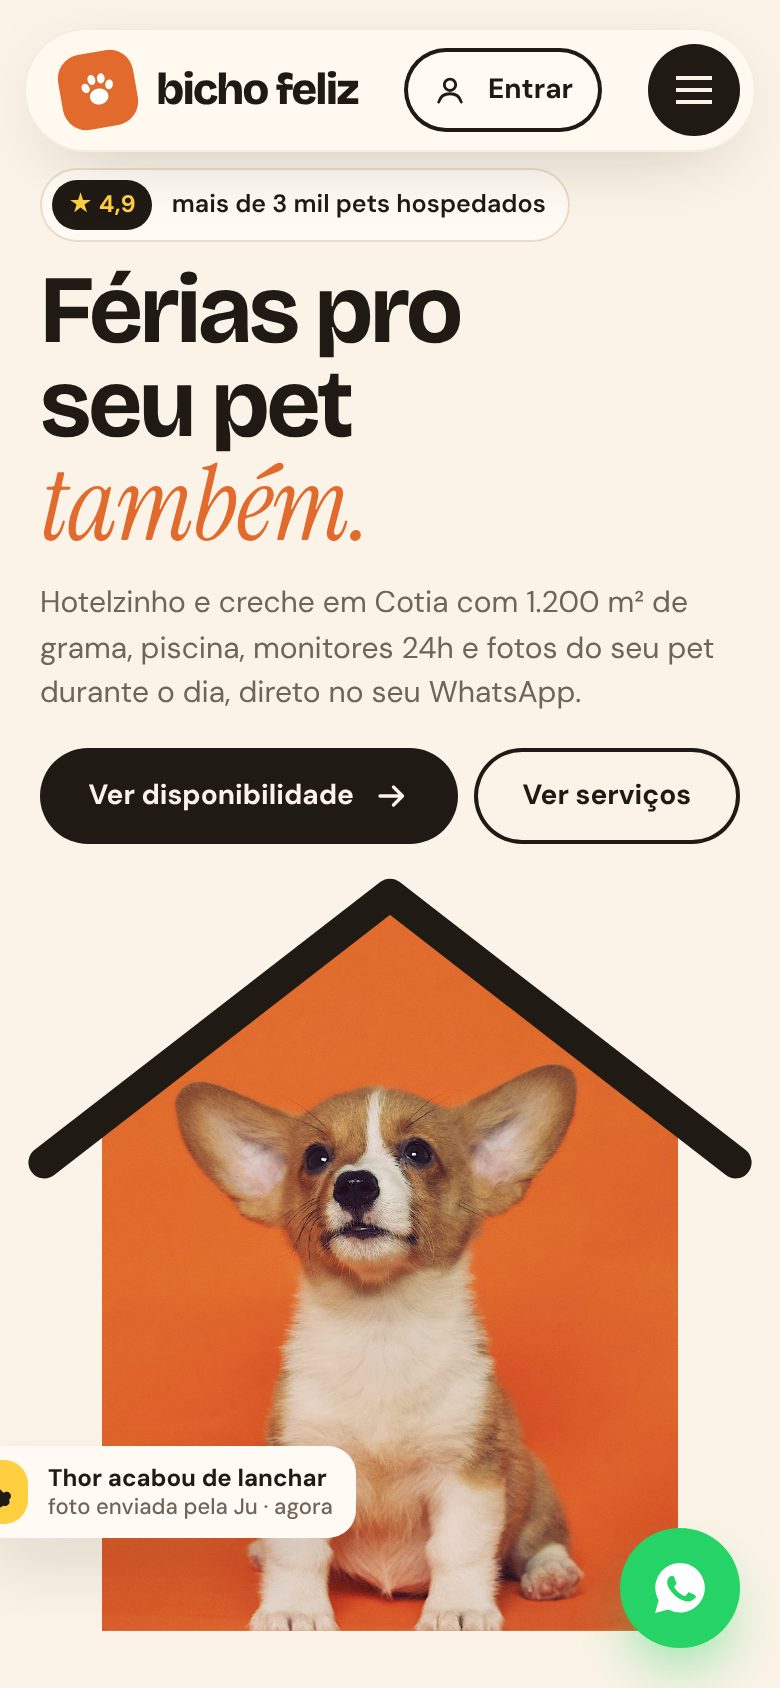 bicho feliz
Entrar
★ 4,9
mais de 3 mil pets hospedados
Férias pro
seu pet
também.
Hotelzinho e creche em Cotia com 1.200 m² de
grama, piscina, monitores 24h e fotos do seu pet
durante o dia, direto no seu WhatsApp.
Ver disponibilidade →
Ver serviços
Thor acabou de lanchar
foto enviada pela Ju · agora